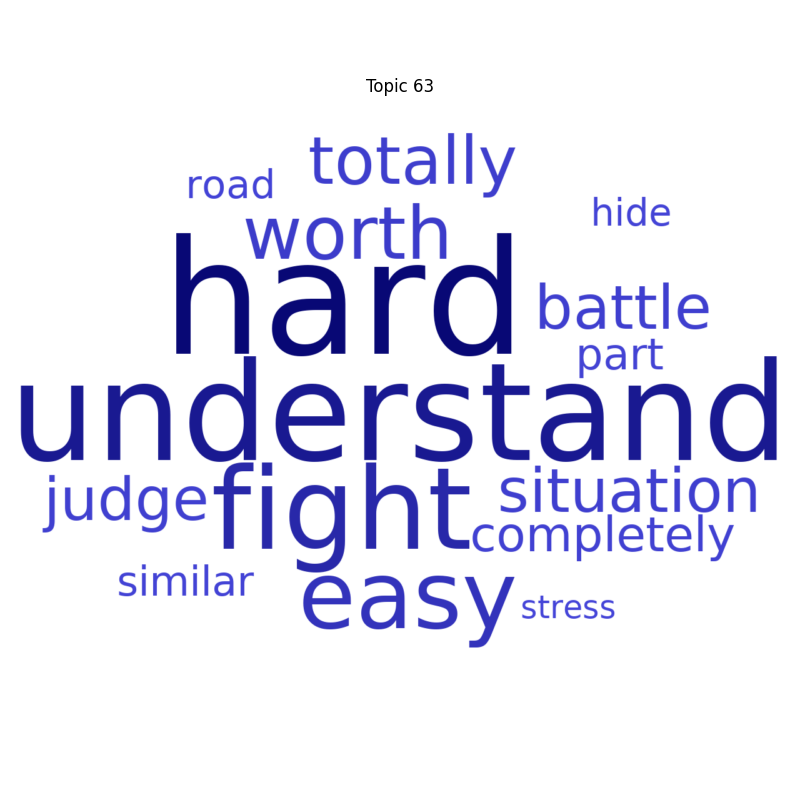 Topic 63
totally
road
hide
worth
hard
battle
part
understand
judge
fight
situation
completely
similar
easy
stress